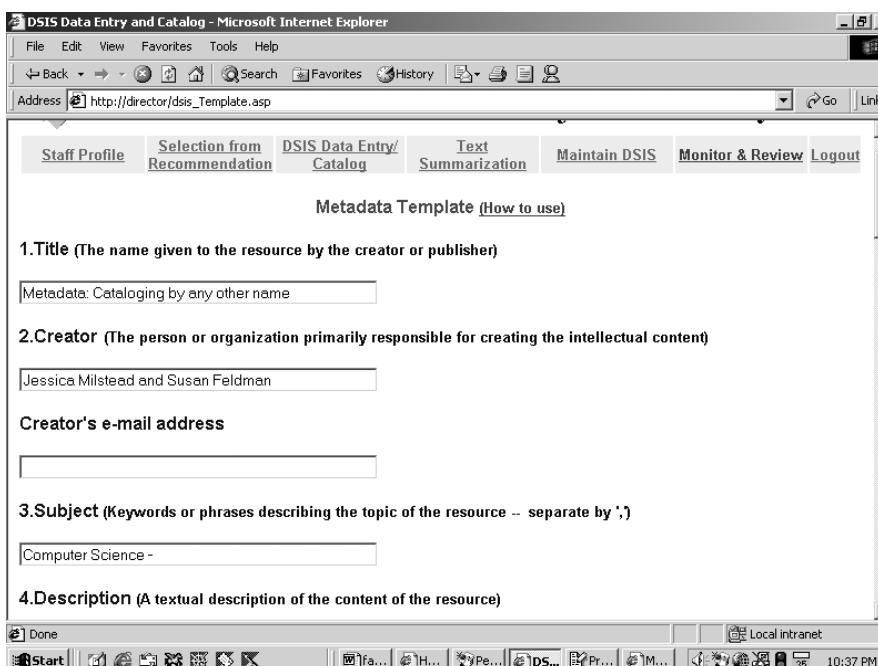 DSIS Data Entry and Catalog - Microsoft Internet Explorer
File Edit View Favorites Tools Help
Back Search Favorites History
Address http://director/dsis_Template.asp Go Link
Staff Profile Selection from Recommendation DSIS Data Entry/ Catalog Text Summarization Maintain DSIS Monitor & Review Logout
Metadata Template (How to use)
1.Title (The name given to the resource by the creator or publisher)
Metadata: Cataloging by any other name
2.Creator (The person or organization primarily responsible for creating the intellectual content)
Jessica Milstead and Susan Feldman
Creator's e-mail address
3.Subject (Keywords or phrases describing the topic of the resource -- separate by ',')
Computer Science -
4.Description (A textual description of the content of the resource)
Done Local intranet
Start fa... H... Pe... DS... Pr... M... 10:37 PM